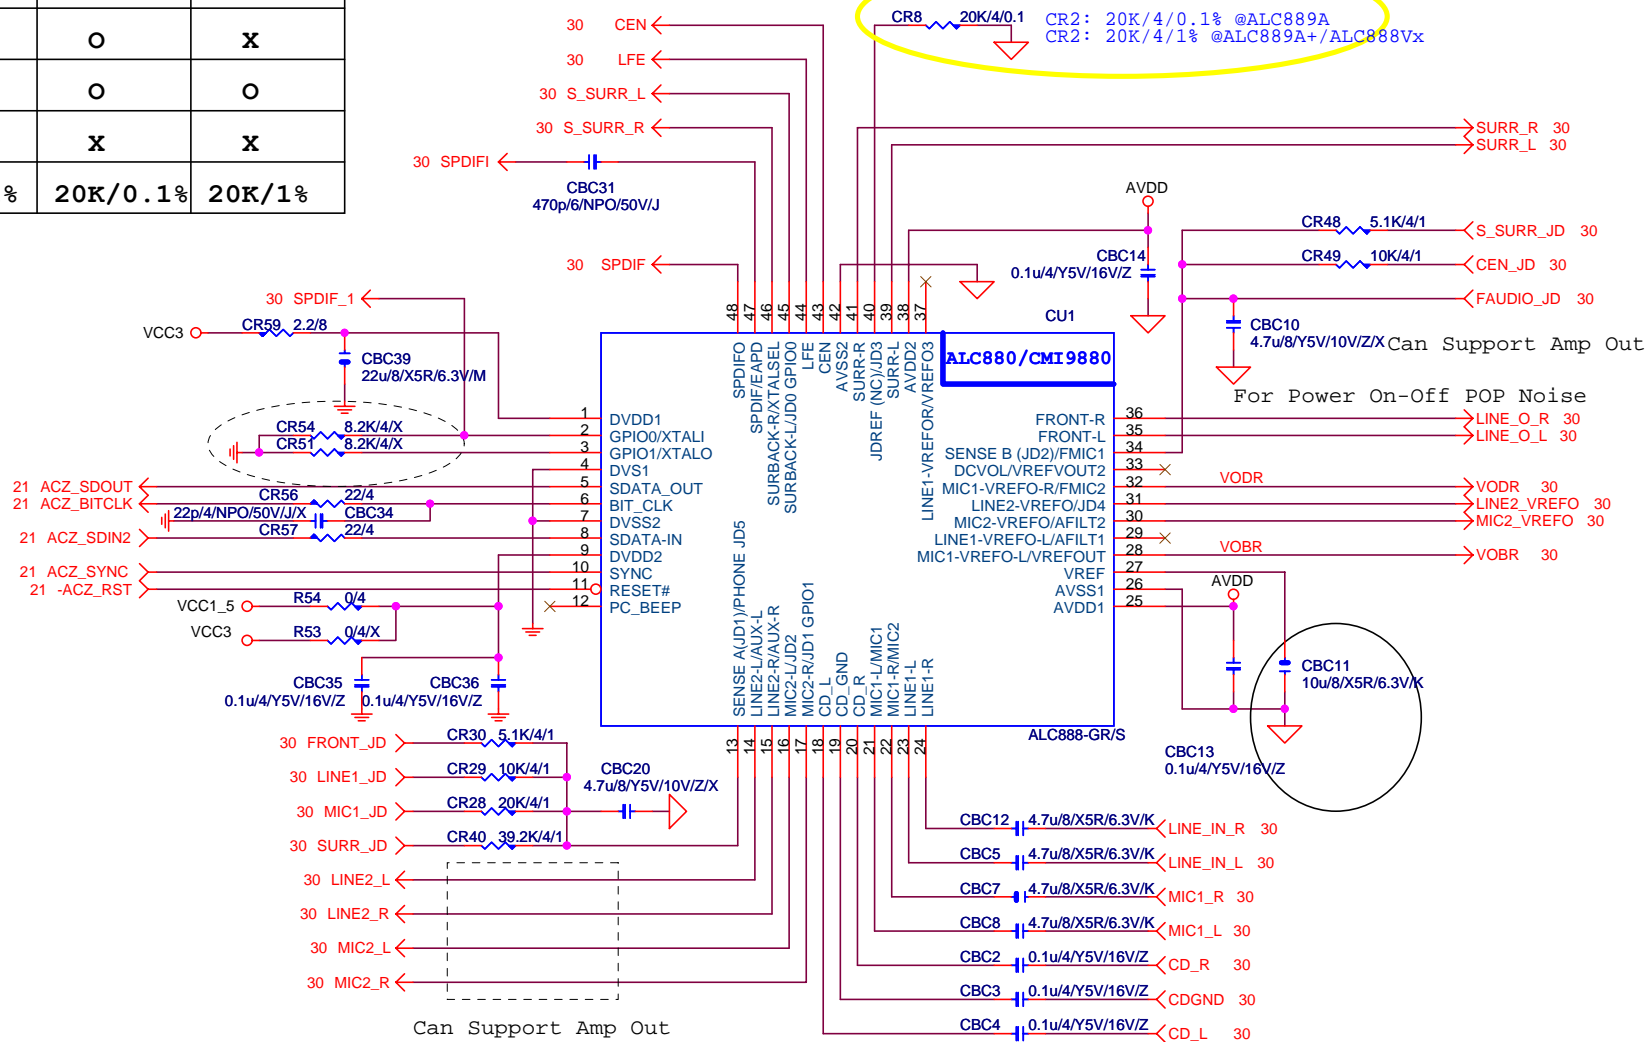 O X
O O
X X
% 20K/0.1% 20K/1%
30 CEN
30 LFE
30 S_SURR_L
30 S_SURR_R
30 SPDIFI
CBC31
470p/6/NPO/50V/J
30 SPDIF
30 SPDIF_1
CR8 20K/4/0.1
CR2: 20K/4/0.1% @ALC889A
CR2: 20K/4/1% @ALC889A+/ALC888Vx
SURR_R 30
SURR_L 30
AVDD
CBC14
0.1u/4/Y5V/16V/Z
CR48 5.1K/4/1
S_SURR_JD 30
CR49 10K/4/1
CEN_JD 30
FAUDIO_JD 30
CBC10
4.7u/8/Y5V/10V/Z/X
Can Support Amp Out
For Power On-Off POP Noise
VCC3
CR59 2.2/8
CBC39
22u/8/X5R/6.3V/M
CR54 8.2K/4/X
CR51 8.2K/4/X
21 ACZ_SDOUT
21 ACZ_BITCLK
CR56 22/4
22p/4/NPO/50V/J/X CBC34
CR57 22/4
21 ACZ_SDIN2
21 ACZ_SYNC
21 -ACZ_RST
VCC1_5
R54 0/4
VCC3
R53 0/4/X
CBC35
0.1u/4/Y5V/16V/Z
CBC36
0.1u/4/Y5V/16V/Z
CU1
ALC880/CMI9880
48 47 46 45 44 43 42 41 40 39 38 37
SPDIFO
SPDIF/EAPD
SURBACK-R/XTALSEL
SURBACK-L/JD0 GPIO0
LFE
CEN
AVSS2
SURR-R
JDREF (NC)/JD3
SURR-L
AVDD2
LINE1-VREFOR/VREFO3
1 DVDD1
2 GPIO0/XTALI
3 GPIO1/XTALO
4 DVS1
5 SDATA_OUT
6 BIT_CLK
7 DVSS2
8 SDATA-IN
9 DVDD2
10 SYNC
11 RESET#
12 PC_BEEP
FRONT-R 36
FRONT-L 35
SENSE B (JD2)/FMIC1 34
DCVOL/VREFVOUT2 33
MIC1-VREFO-R/FMIC2 32
LINE2-VREFO/JD4 31
MIC2-VREFO/AFILT2 30
LINE1-VREFO-L/AFILT1 29
MIC1-VREFO-L/VREFOUT 28
VREF 27
AVSS1 26
AVDD1 25
SENSE A(JD1)/PHONE JD5
LINE2-L/AUX-L
LINE2-R/AUX-R
MIC2-L/JD2
MIC2-R/JD1 GPIO1
CD_L
CD_GND
CD_R
MIC1-L/MIC1
MIC1-R/MIC2
LINE1-L
LINE1-R
13 14 15 16 17 18 19 20 21 22 23 24
ALC888-GR/S
LINE_O_R 30
LINE_O_L 30
VODR
VODR 30
LINE2_VREFO 30
MIC2_VREFO 30
VOBR
VOBR 30
AVDD
CBC11
10u/8/X5R/6.3V/K
CBC13
0.1u/4/Y5V/16V/Z
30 FRONT_JD
CR30 5.1K/4/1
30 LINE1_JD
CR29 10K/4/1
30 MIC1_JD
CR28 20K/4/1
30 SURR_JD
CR40 39.2K/4/1
CBC20
4.7u/8/Y5V/10V/Z/X
30 LINE2_L
30 LINE2_R
30 MIC2_L
30 MIC2_R
Can Support Amp Out
CBC12 4.7u/8/X5R/6.3V/K LINE_IN_R 30
CBC5 4.7u/8/X5R/6.3V/K LINE_IN_L 30
CBC7 4.7u/8/X5R/6.3V/K MIC1_R 30
CBC8 4.7u/8/X5R/6.3V/K MIC1_L 30
CBC2 0.1u/4/Y5V/16V/Z CD_R 30
CBC3 0.1u/4/Y5V/16V/Z CDGND 30
CBC4 0.1u/4/Y5V/16V/Z CD_L 30